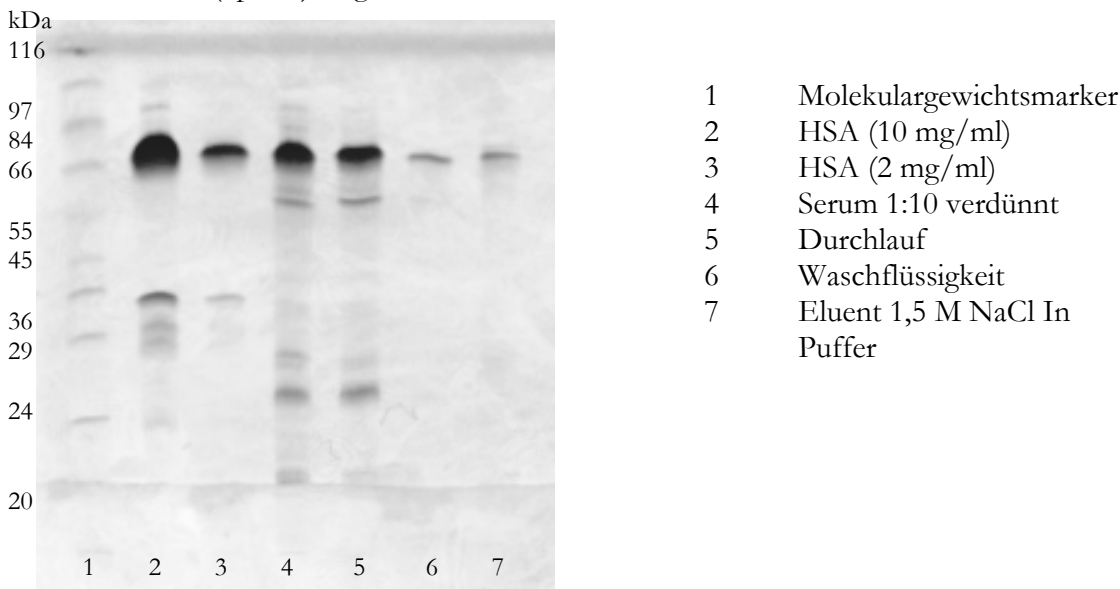 kDa
116
97
84
66
55
45
36
29
24
20
1 2 3 4 5 6 7
1 Molekulargewichtsmarker
2 HSA (10 mg/ml)
3 HSA (2 mg/ml)
4 Serum 1:10 verdünnt
5 Durchlauf
6 Waschflüssigkeit
7 Eluent 1,5 M NaCl In
Puffer